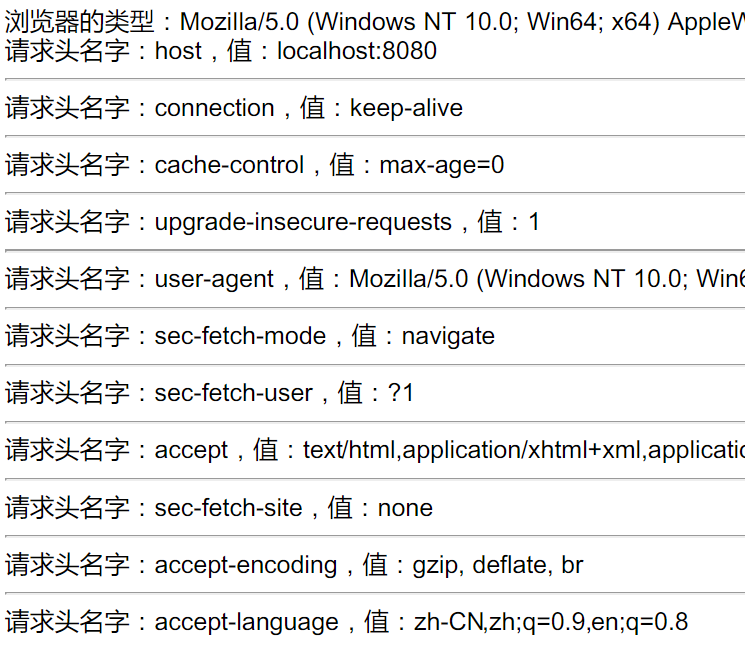 浏览器的类型：Mozilla/5.0 (Windows NT 10.0; Win64; x64)
请求头名字：host，值：localhost:8080
请求头名字：connection，值：keep-alive
请求头名字：cache-control，值：max-age=0
请求头名字：upgrade-insecure-requests，值：1
请求头名字：user-agent，值：Mozilla/5.0 (Windows NT 10.0;
请求头名字：sec-fetch-mode，值：navigate
请求头名字：sec-fetch-user，值：?1
请求头名字：accept，值：text/html,application/xhtml+xml,
请求头名字：sec-fetch-site，值：none
请求头名字：accept-encoding，值：gzip, deflate, br
请求头名字：accept-language，值：zh-CN,zh;q=0.9,en;q=0.8